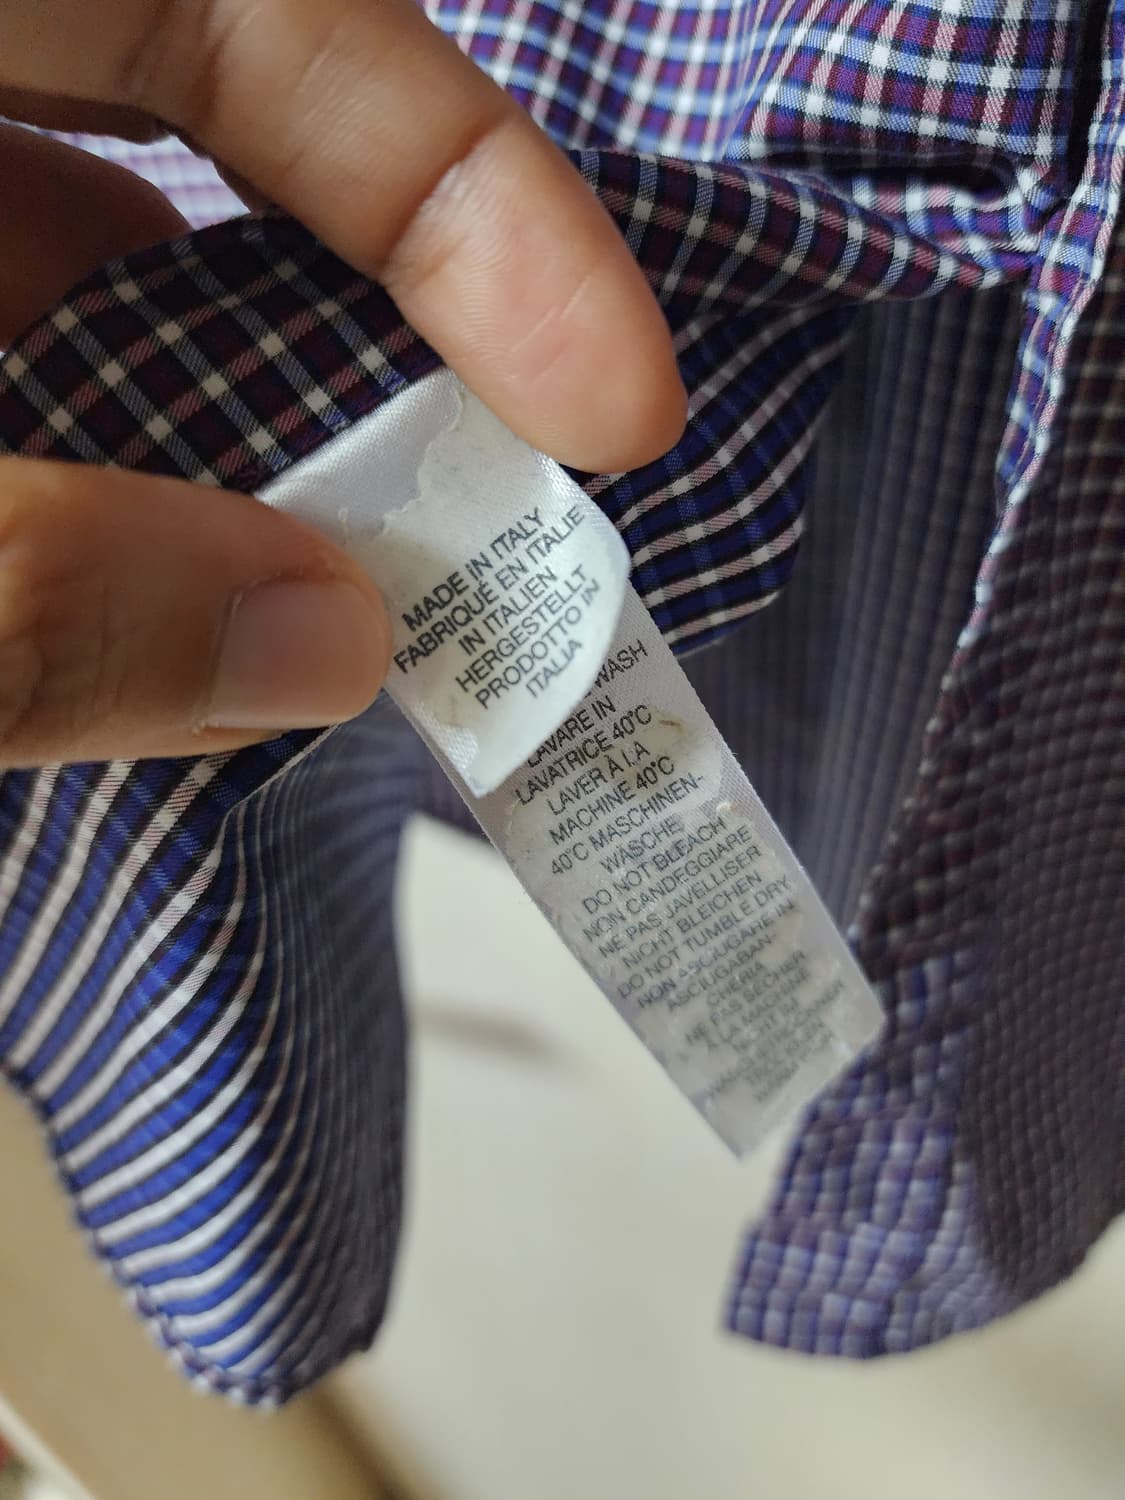 MADE IN ITALY
FABRIQUÉ EN ITALIE
IN ITALIEN
HERGESTELLT
PRODOTTO IN
ITALIA
WASH
LAVARE IN
LAVATRICE 40°C
LAVER À LA
MACHINE 40°C
40°C MASCHINEN-
WÄSCHE
DO NOT BLEACH
NON CANDEGGIARE
NE PAS JAVELLISER
NICHT BLEICHEN
DO NOT TUMBLE DRY
NON ASCIUGARE IN
ASCIUGABAN-
CHERIA
NE PAS SÉCHER
À LA MACHINE
NICHT IM